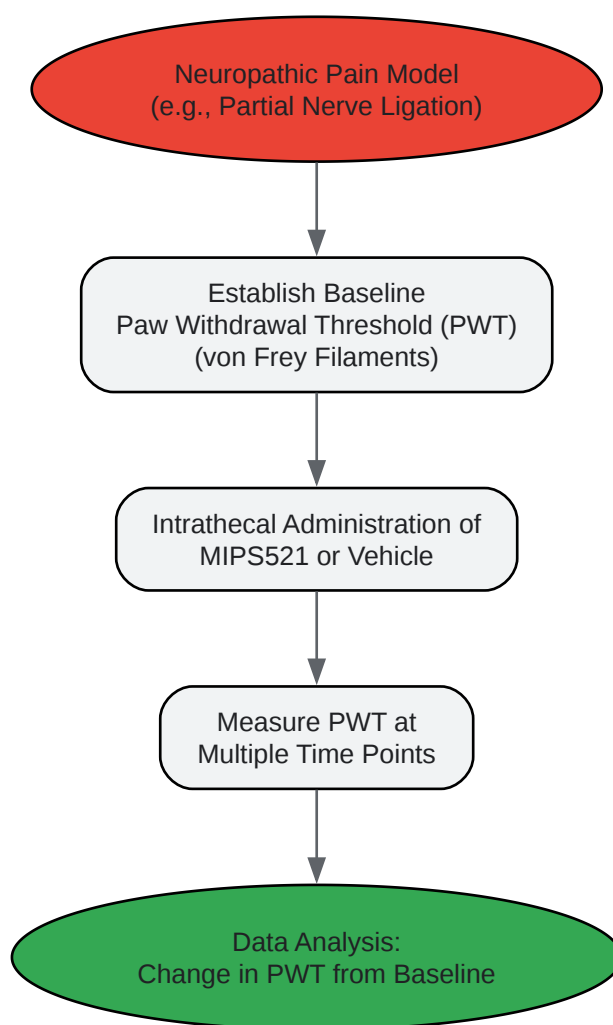 Neuropathic Pain Model
(e.g., Partial Nerve Ligation)
Establish Baseline
Paw Withdrawal Threshold (PWT)
(von Frey Filaments)
Intrathecal Administration of
MIPS521 or Vehicle
Measure PWT at
Multiple Time Points
Data Analysis:
Change in PWT from Baseline